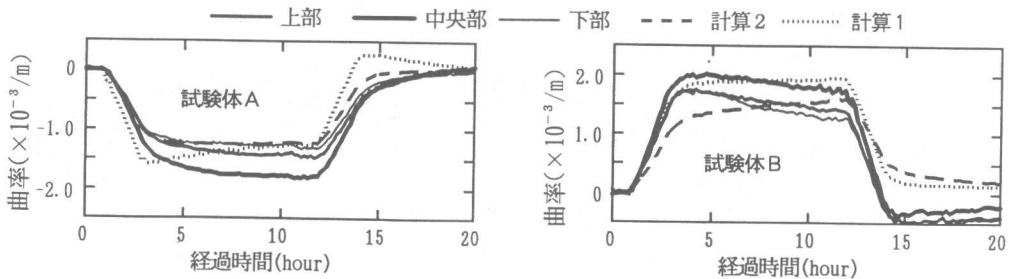 上部 中央部 下部 計算2 計算1
曲率(×10⁻³/m)
0
-1.0
-2.0
試験体A
0 5 10 15 20
経過時間(hour)
曲率(×10⁻³/m)
2.0
1.0
0
試験体B
0 5 10 15 20
経過時間(hour)